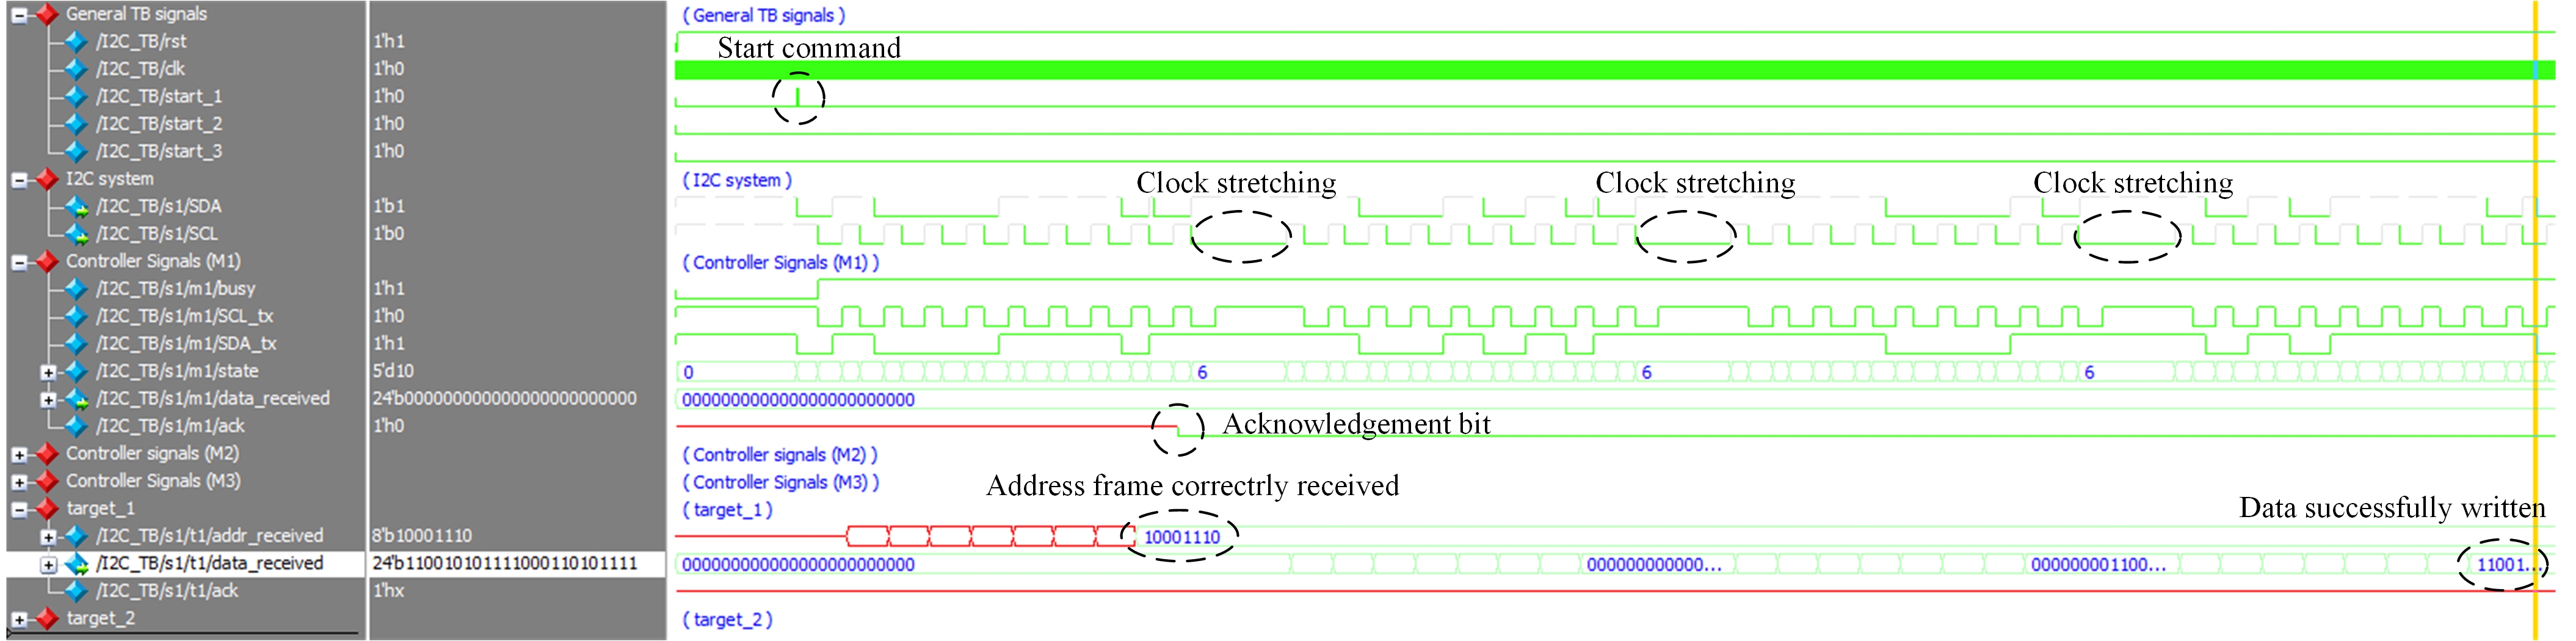 General TB signals ( General TB signals )
/I2C_TB/rst 1'h1 Start command
/I2C_TB/clk 1'h0
/I2C_TB/start_1 1'h0
/I2C_TB/start_2 1'h0
/I2C_TB/start_3 1'h0
I2C system ( I2C system ) Clock stretching Clock stretching Clock stretching
/I2C_TB/s1/SDA 1'b1
/I2C_TB/s1/SCL 1'b0
Controller Signals (M1) ( Controller Signals (M1) )
/I2C_TB/s1/m1/busy 1'h1
/I2C_TB/s1/m1/SCL_tx 1'h0
/I2C_TB/s1/m1/SDA_tx 1'h1
/I2C_TB/s1/m1/state 5'd10 0 6 6 6
/I2C_TB/s1/m1/data_received 24'b000000000000000000000000 000000000000000000000000
/I2C_TB/s1/m1/ack 1'h0 Acknowledgement bit
Controller signals (M2) ( Controller signals (M2) )
Controller Signals (M3) ( Controller Signals (M3) ) Address frame correctrly received
target_1 ( target_1 ) Data successfully written
/I2C_TB/s1/t1/addr_received 8'b10001110 10001110
/I2C_TB/s1/t1/data_received 24'b110010101111000110101111 000000000000000000000000 000000000000... 000000001100... 11001...
/I2C_TB/s1/t1/ack 1'hx
target_2 ( target_2 )